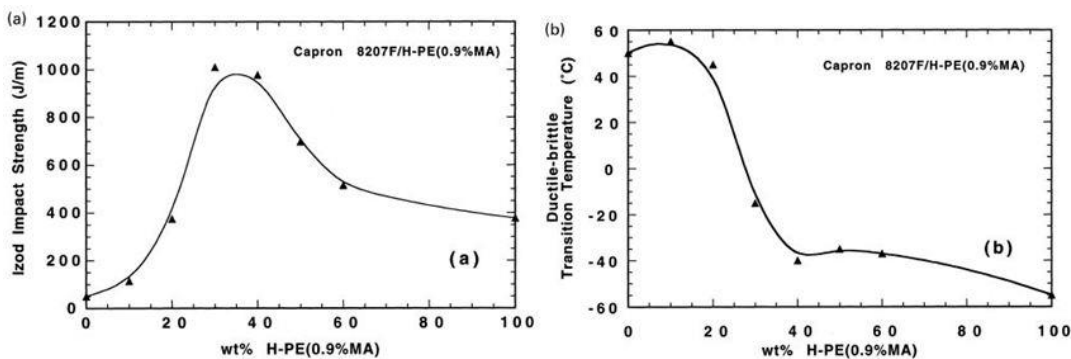 (a)
1200
1000
800
600
400
200
0
Izod Impact Strength (J/m)
Capron 8207F/H-PE(0.9%MA)
(a)
0 20 40 60 80 100
wt% H-PE(0.9%MA)
(b)
60
40
20
0
-20
-40
-60
Ductile-brittle
Transition Temperature (°C)
Capron 8207F/H-PE(0.9%MA)
(b)
0 20 40 60 80 100
wt% H-PE(0.9%MA)